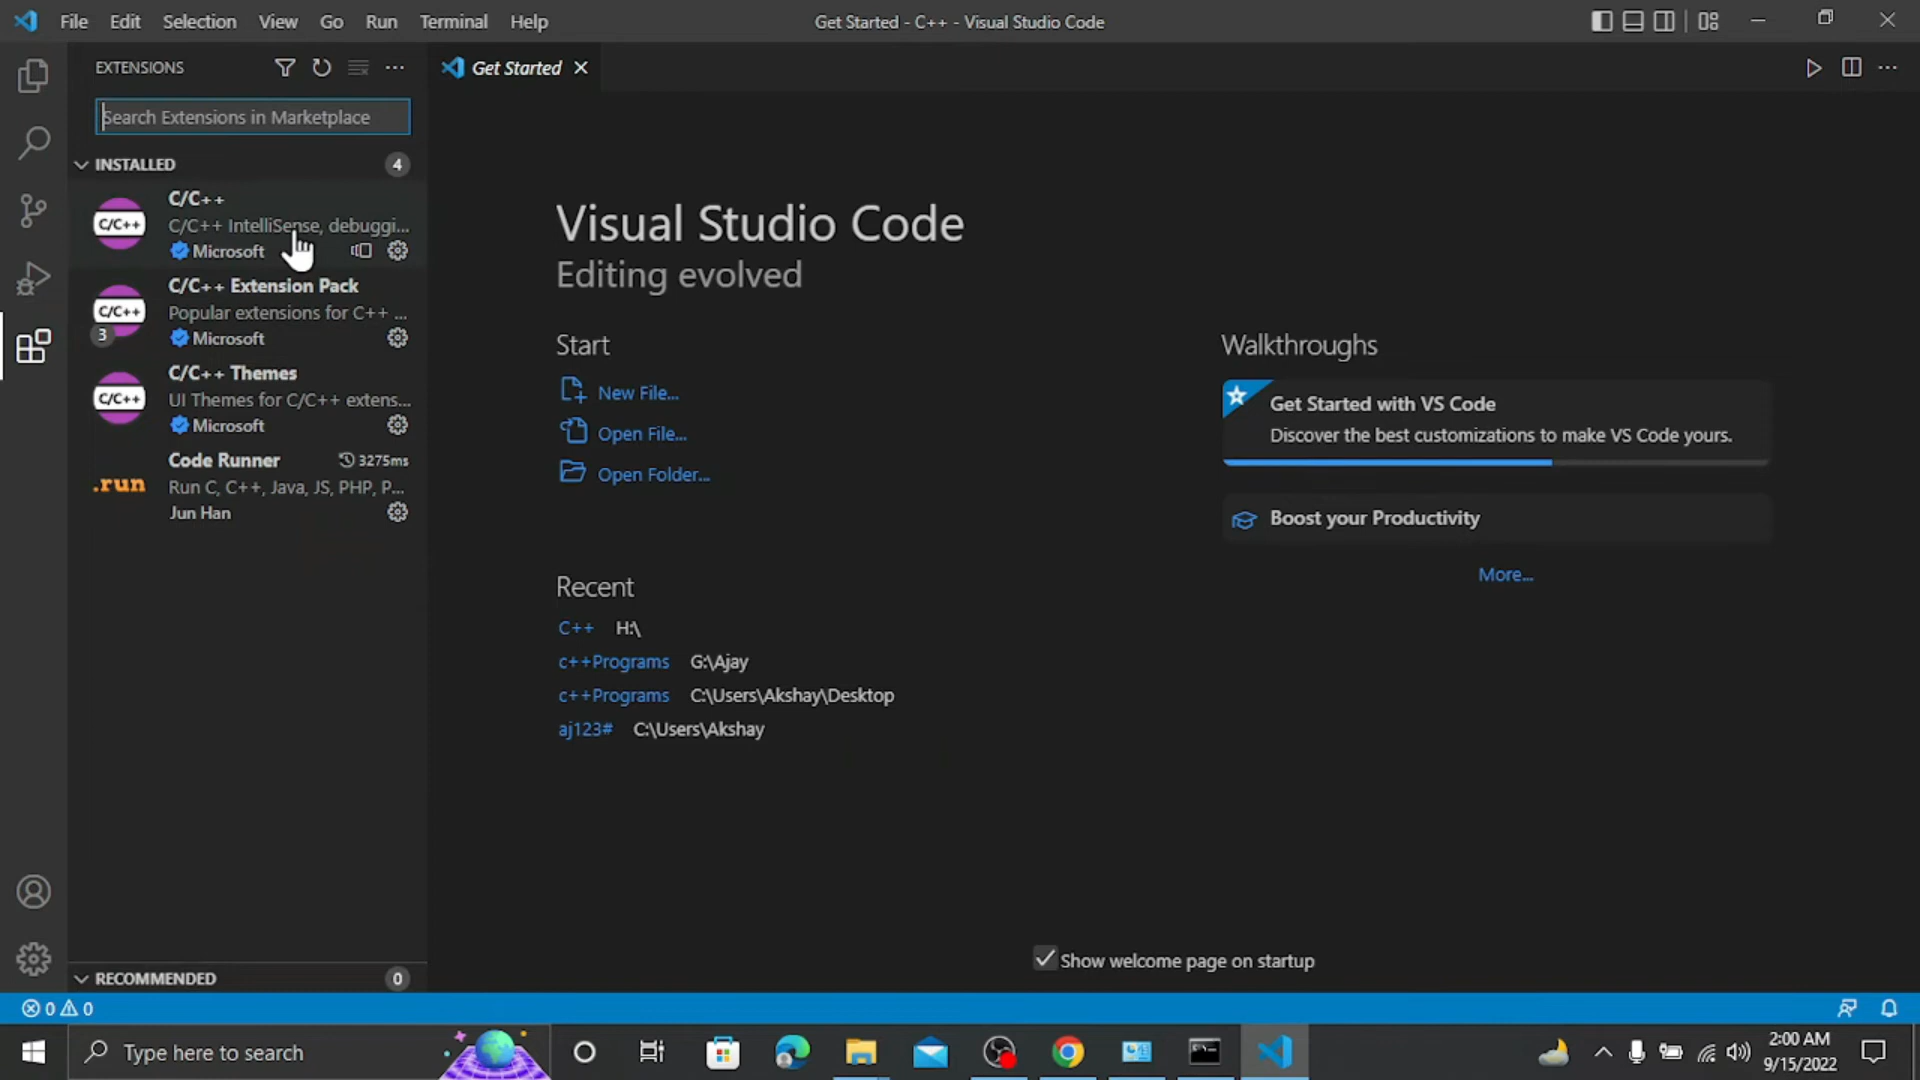 File Edit Selection View Go Run Terminal Help
Get Started - C++ - Visual Studio Code
EXTENSIONS
Get Started
Search Extensions in Marketplace
INSTALLED 4
C/C++
C/C++
C/C++ IntelliSense, debuggi...
Microsoft
C/C++ Extension Pack
C/C++
Popular extensions for C++ ...
3
Microsoft
C/C++ Themes
C/C++
UI Themes for C/C++ extens...
Microsoft
Code Runner 3275ms
.run
Run C, C++, Java, JS, PHP, P...
Jun Han
RECOMMENDED 0
Visual Studio Code
Editing evolved
Start
New File...
Open File...
Open Folder...
Recent
C++ H:\
c++Programs G:\Ajay
c++Programs C:\Users\Akshay\Desktop
aj123# C:\Users\Akshay
Walkthroughs
Get Started with VS Code
Discover the best customizations to make VS Code yours.
Boost your Productivity
More...
Show welcome page on startup
0 0
Type here to search
2:00 AM
9/15/2022